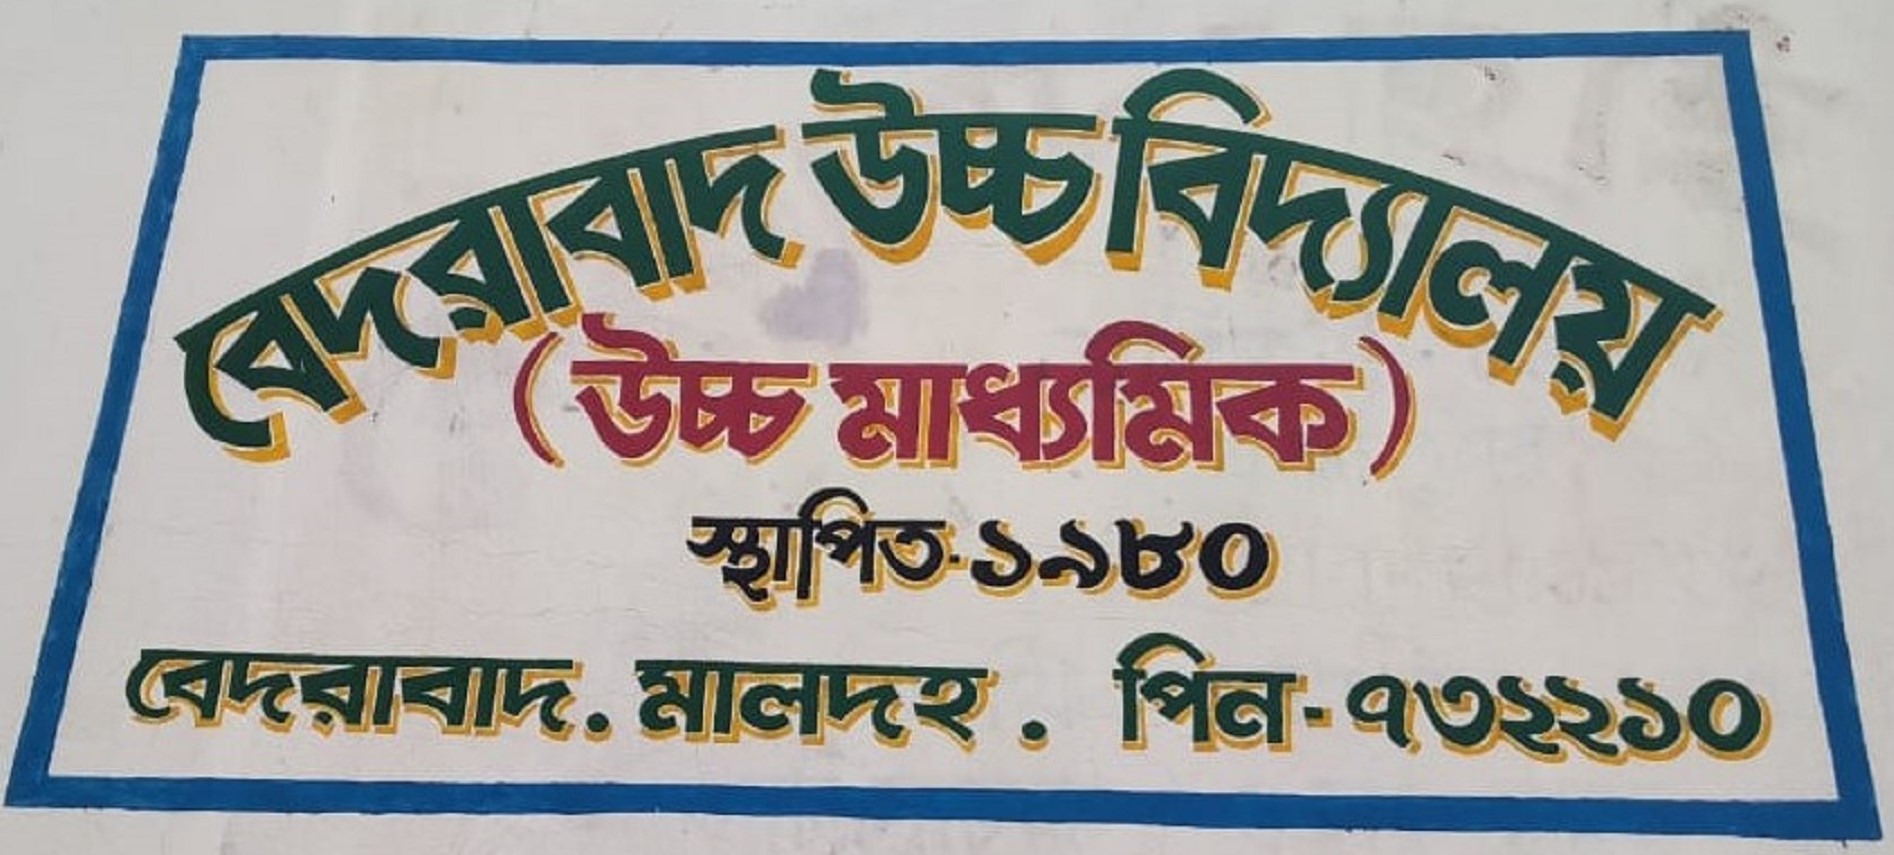 বেদরাবাদ উচ্চ বিদ্যালয়
(উচ্চ মাধ্যমিক)
স্থাপিত-১৯৮০
বেদরাবাদ. মালদহ. পিন-৭৩২২১০